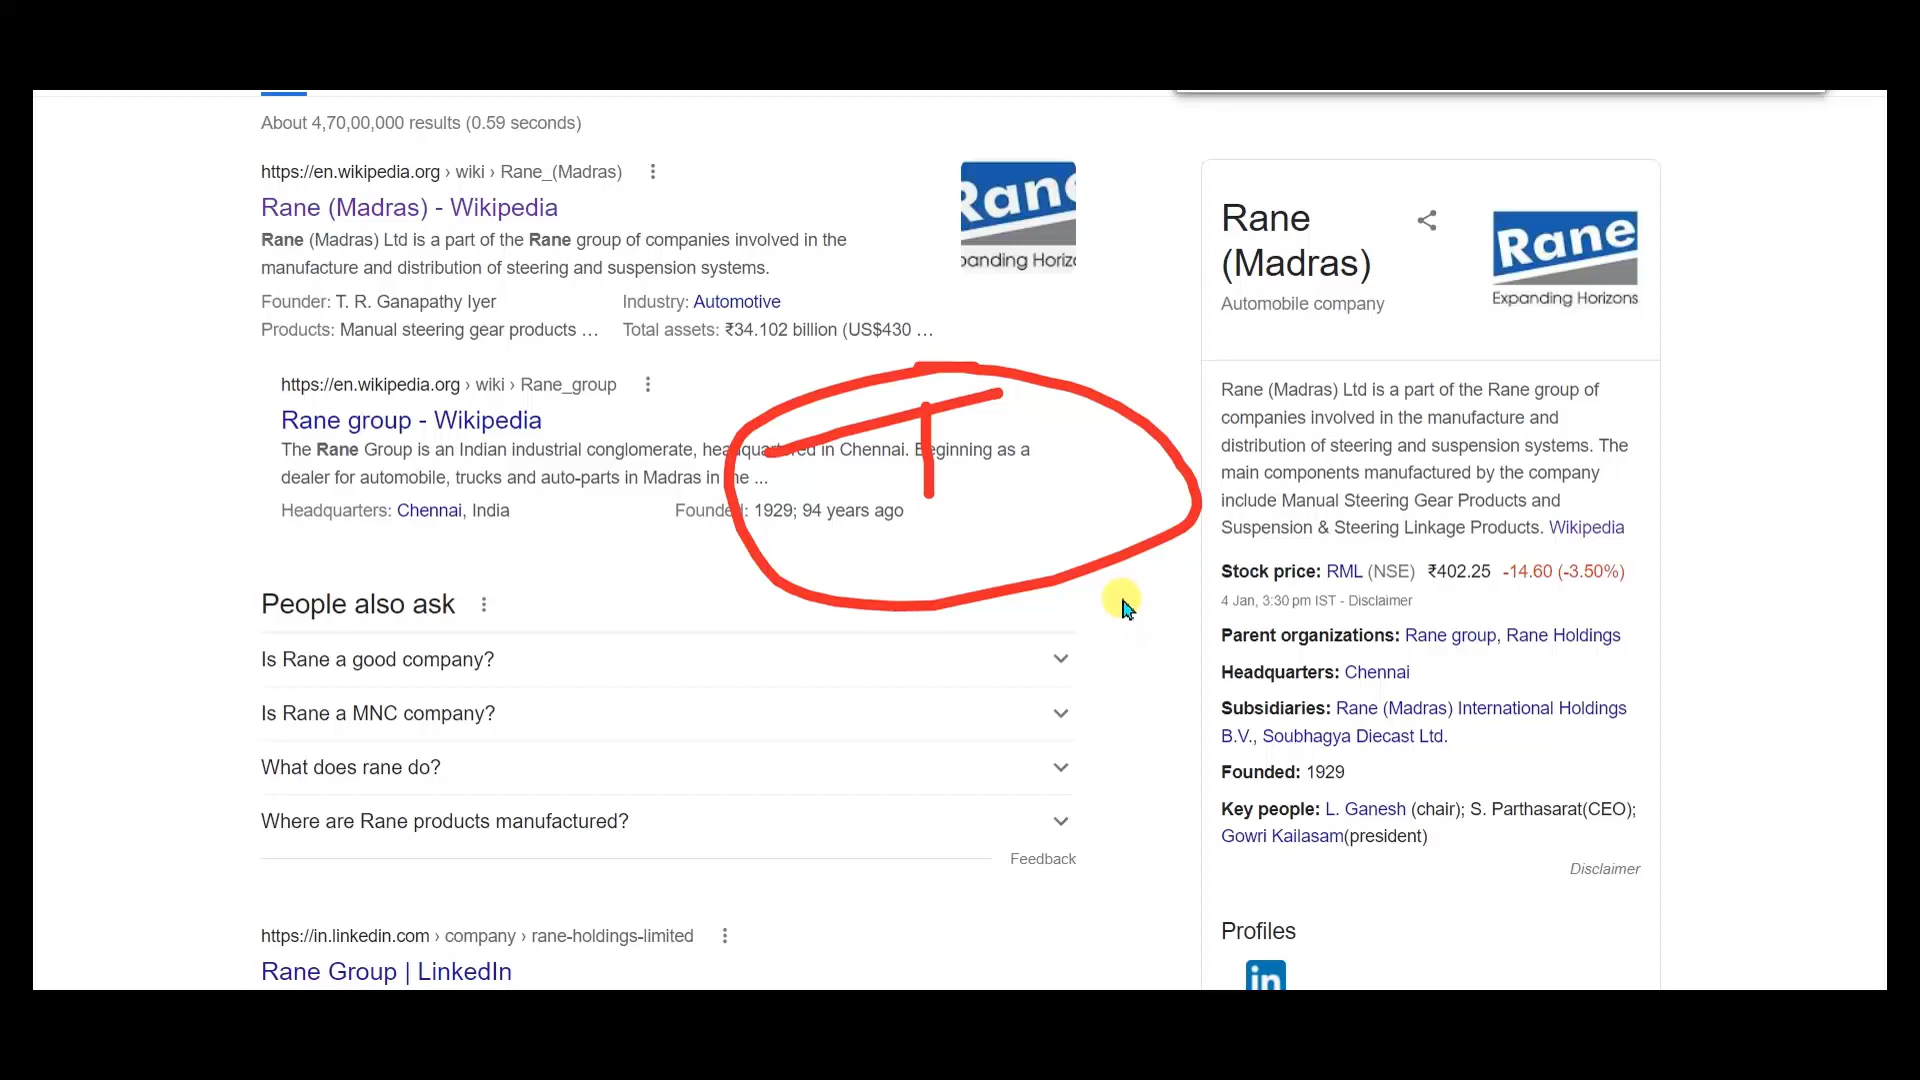 About 4,70,00,000 results (0.59 seconds)
https://en.wikipedia.org › wiki › Rane_(Madras)
Rane (Madras) - Wikipedia
Rane (Madras) Ltd is a part of the Rane group of companies involved in the
manufacture and distribution of steering and suspension systems.
Founder: T. R. Ganapathy Iyer
Industry: Automotive
Products: Manual steering gear products ...
Total assets: ₹34.102 billion (US$430 ...
Rane
Expanding Horizons
https://en.wikipedia.org › wiki › Rane_group
Rane group - Wikipedia
The Rane Group is an Indian industrial conglomerate, headquartered in Chennai. Beginning as a
dealer for automobile, trucks and auto-parts in Madras in the ...
Headquarters: Chennai, India
Founded: 1929; 94 years ago
T
People also ask
Is Rane a good company?
Is Rane a MNC company?
What does rane do?
Where are Rane products manufactured?
Feedback
https://in.linkedin.com › company › rane-holdings-limited
Rane Group | LinkedIn
Rane
(Madras)
Automobile company
Rane
Expanding Horizons
Rane (Madras) Ltd is a part of the Rane group of
companies involved in the manufacture and
distribution of steering and suspension systems. The
main components manufactured by the company
include Manual Steering Gear Products and
Suspension & Steering Linkage Products. Wikipedia
Stock price: RML (NSE) ₹402.25 -14.60 (-3.50%)
4 Jan, 3:30 pm IST - Disclaimer
Parent organizations: Rane group, Rane Holdings
Headquarters: Chennai
Subsidiaries: Rane (Madras) International Holdings
B.V., Soubhagya Diecast Ltd.
Founded: 1929
Key people: L. Ganesh (chair); S. Parthasarat(CEO);
Gowri Kailasam(president)
Disclaimer
Profiles
in